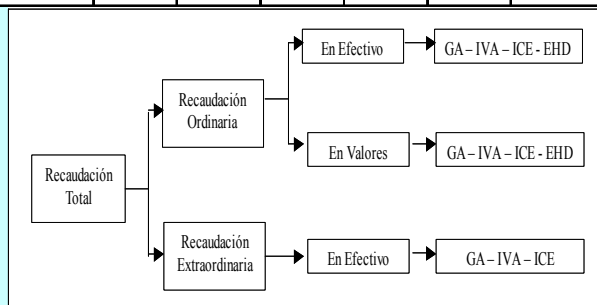 En Efectivo
GA – IVA – ICE - EHD
Recaudación
Ordinaria
En Valores
GA – IVA – ICE - EHD
Recaudación
Total
Recaudación
Extraordinaria
En Efectivo
GA – IVA – ICE